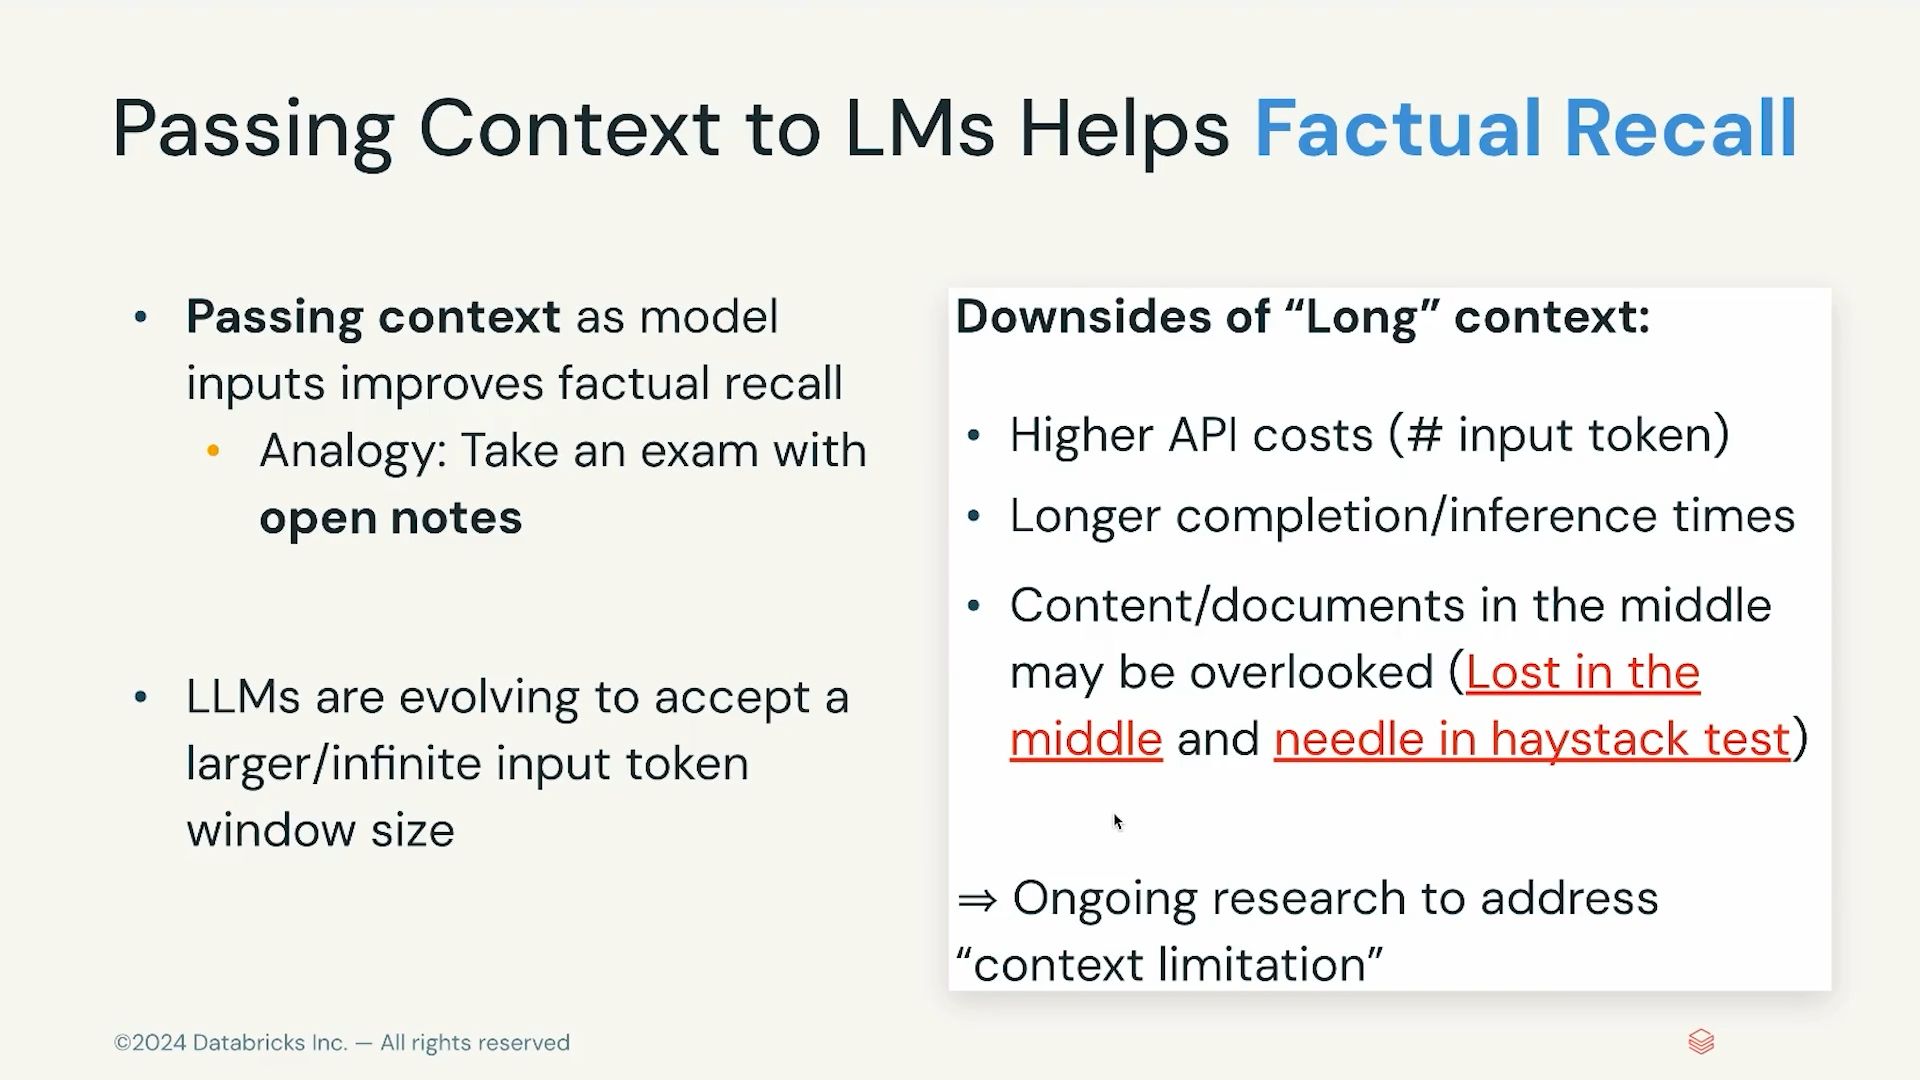 Passing Context to LMs Helps Factual Recall
• Passing context as model
inputs improves factual recall
• Analogy: Take an exam with
open notes
• LLMs are evolving to accept a
larger/infinite input token
window size
Downsides of “Long” context:
• Higher API costs (# input token)
• Longer completion/inference times
• Content/documents in the middle
may be overlooked (Lost in the
middle and needle in haystack test)
⇒ Ongoing research to address
“context limitation”
©2024 Databricks Inc. — All rights reserved